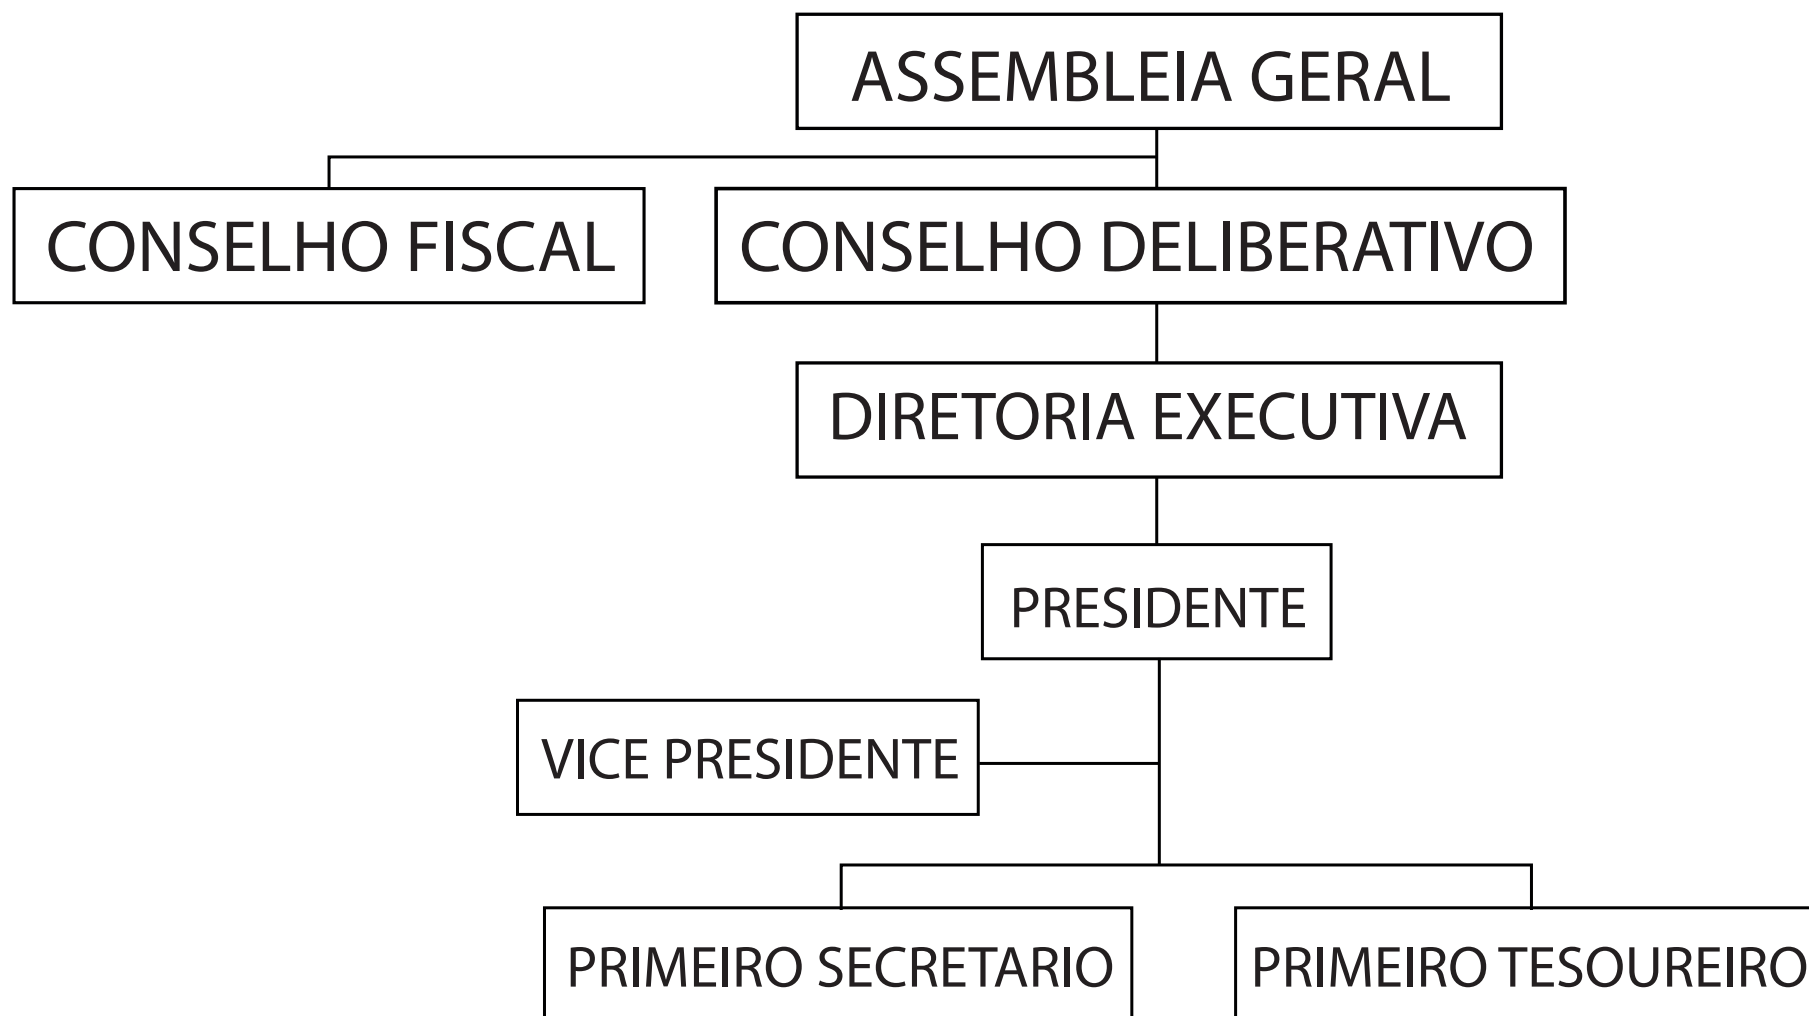 ASSEMBLEIA GERAL
CONSELHO FISCAL
CONSELHO DELIBERATIVO
DIRETORIA EXECUTIVA
PRESIDENTE
VICE PRESIDENTE
PRIMEIRO SECRETARIO
PRIMEIRO TESOUREIRO